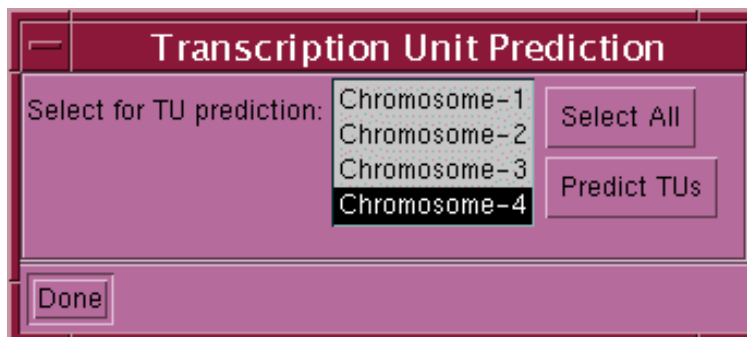 Transcription Unit Prediction
Select for TU prediction:
Chromosome-1
Chromosome-2
Chromosome-3
Chromosome-4
Select All
Predict TUs
Done